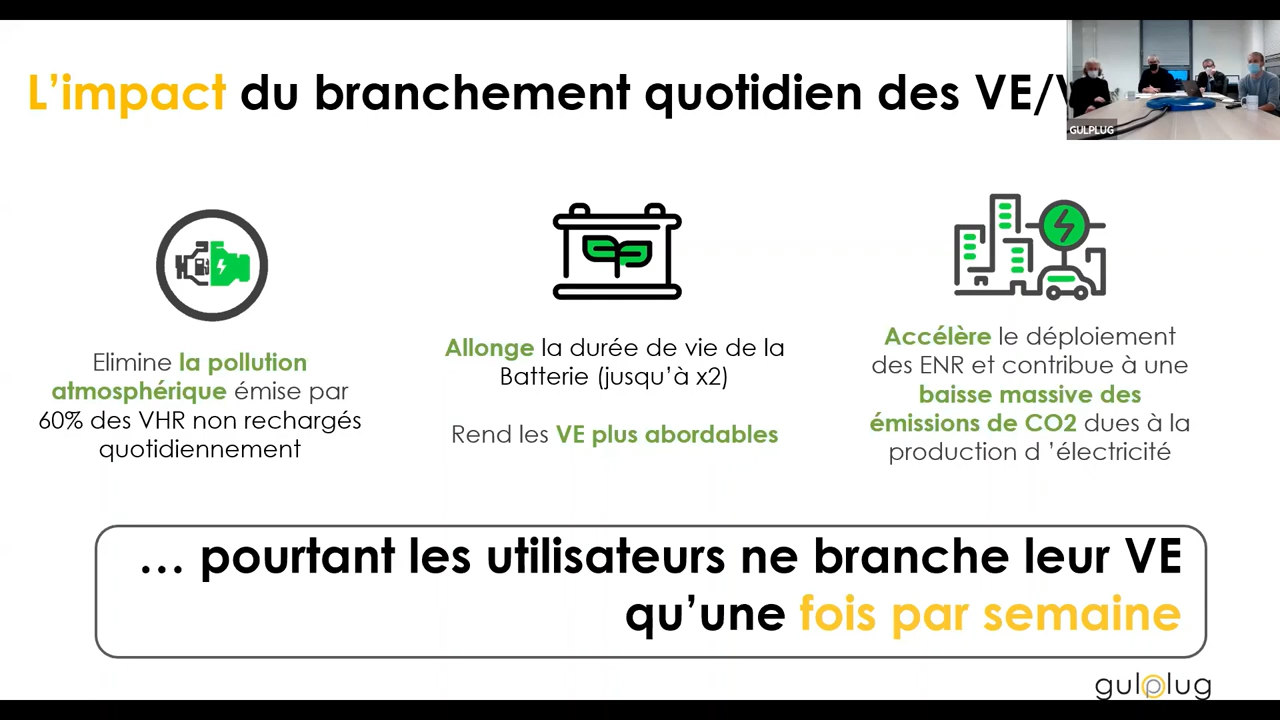 L’impact du branchement quotidien des VE/
GULPLUG
Elimine la pollution
atmosphérique émise par
60% des VHR non rechargés
quotidiennement
Allonge la durée de vie de la
Batterie (jusqu’à x2)
Rend les VE plus abordables
Accélère le déploiement
des ENR et contribue à une
baisse massive des
émissions de CO2 dues à la
production d ’électricité
... pourtant les utilisateurs ne branche leur VE
qu’une fois par semaine
gulplug